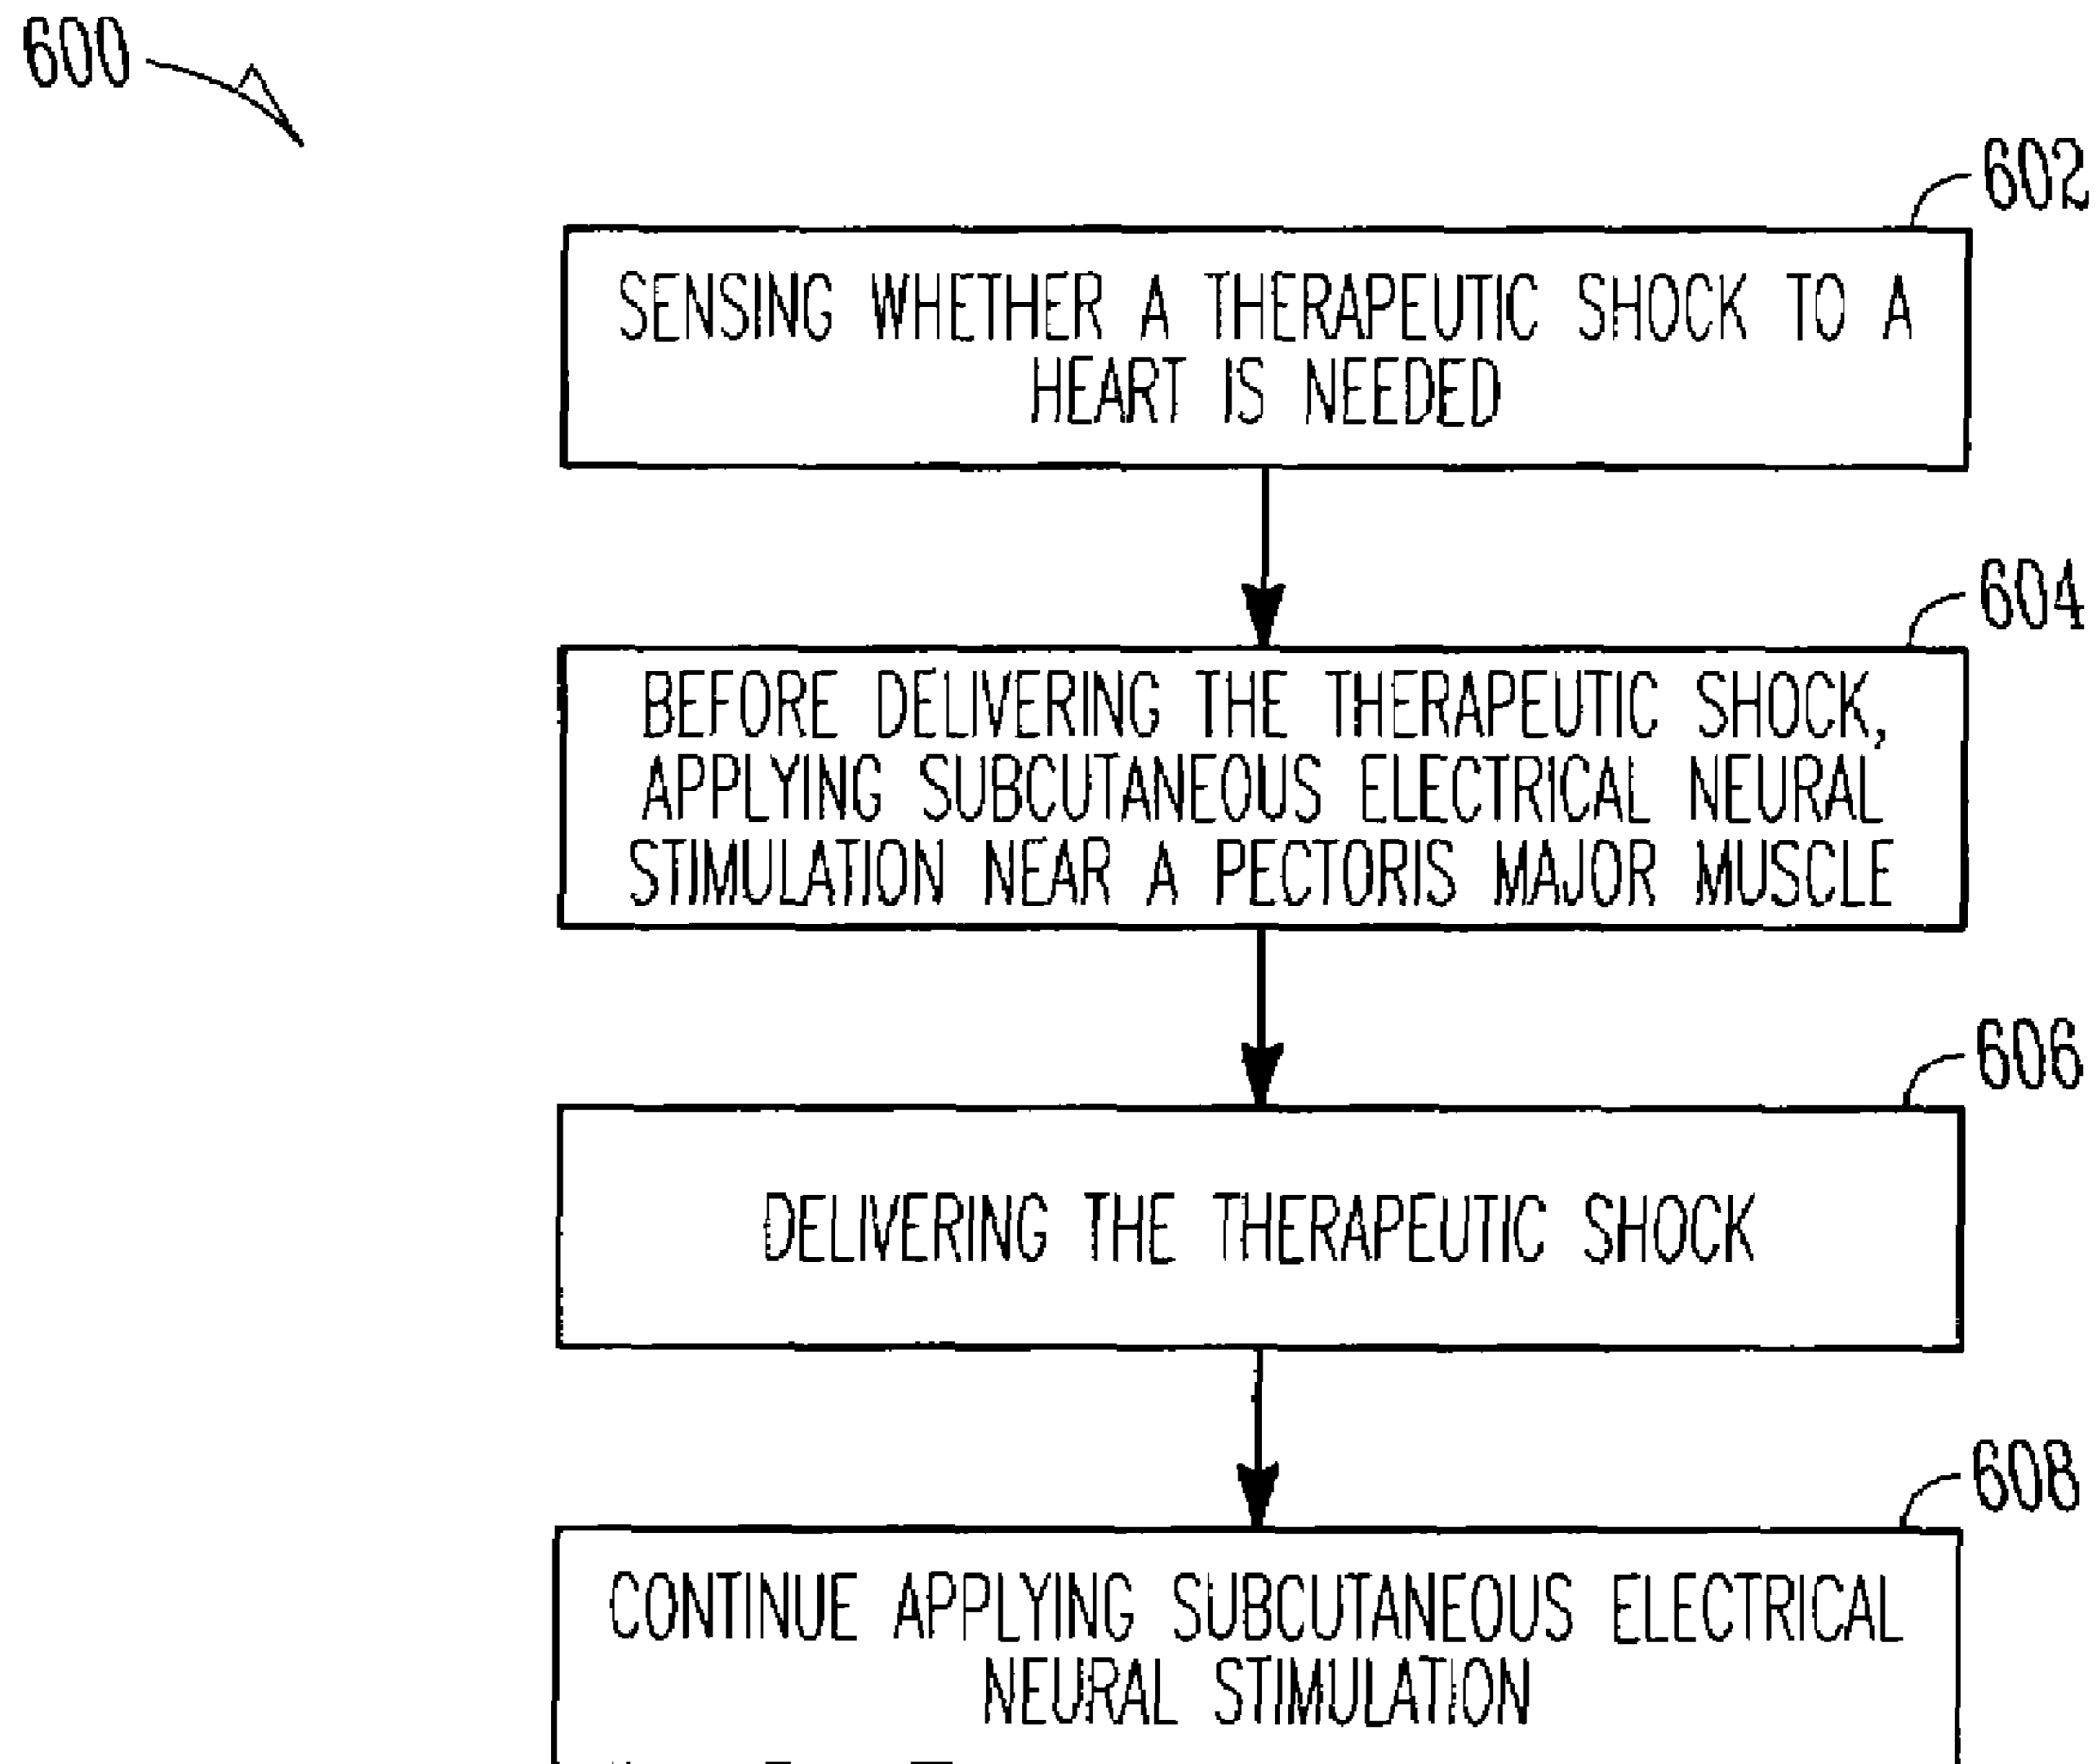 600
602
SENSING WHETHER A THERAPEUTIC SHOCK TO A
HEART IS NEEDED
604
BEFORE DELIVERING THE THERAPEUTIC SHOCK,
APPLYING SUBCUTANEOUS ELECTRICAL NEURAL
STIMULATION NEAR A PECTORIS MAJOR MUSCLE
606
DELIVERING THE THERAPEUTIC SHOCK
608
CONTINUE APPLYING SUBCUTANEOUS ELECTRICAL
NEURAL STIMULATION